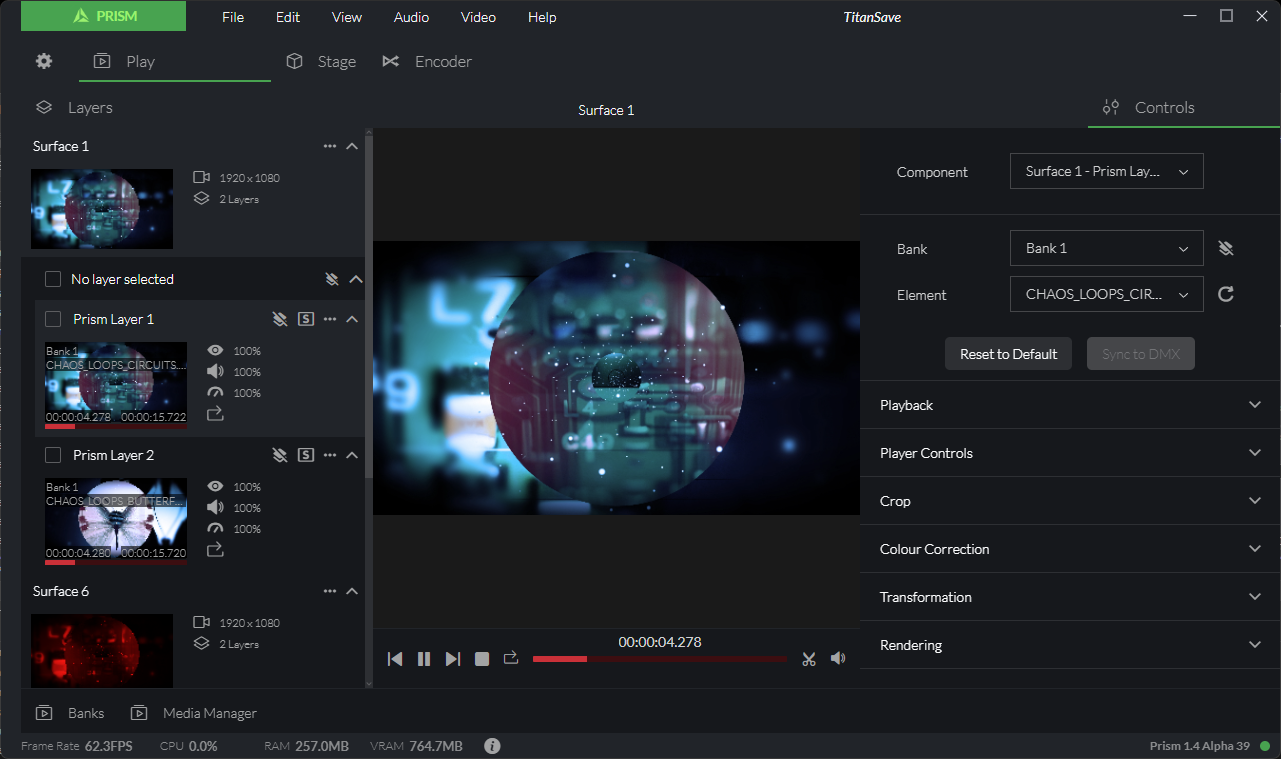 PRISM File Edit View Audio Video Help TitanSave
Play Stage Encoder
Layers
Surface 1
1920 x 1080
2 Layers
No layer selected
Prism Layer 1
S
Bank 1
CHAOS_LOOPS_CIRCUITS....
00:00:04.278 00:00:15.722
100%
100%
100%
Prism Layer 2
S
Bank 1
CHAOS_LOOPS_BUTTERF...
00:00:04.280 00:00:15.720
100%
100%
100%
Surface 6
1920 x 1080
2 Layers
Surface 1
L7
9
00:00:04.278
Controls
Component Surface 1 - Prism Lay...
Bank Bank 1
Element CHAOS_LOOPS_CIR...
Reset to Default Sync to DMX
Playback
Player Controls
Crop
Colour Correction
Transformation
Rendering
Banks Media Manager
Frame Rate 62.3FPS CPU 0.0% RAM 257.0MB VRAM 764.7MB Prism 1.4 Alpha 39